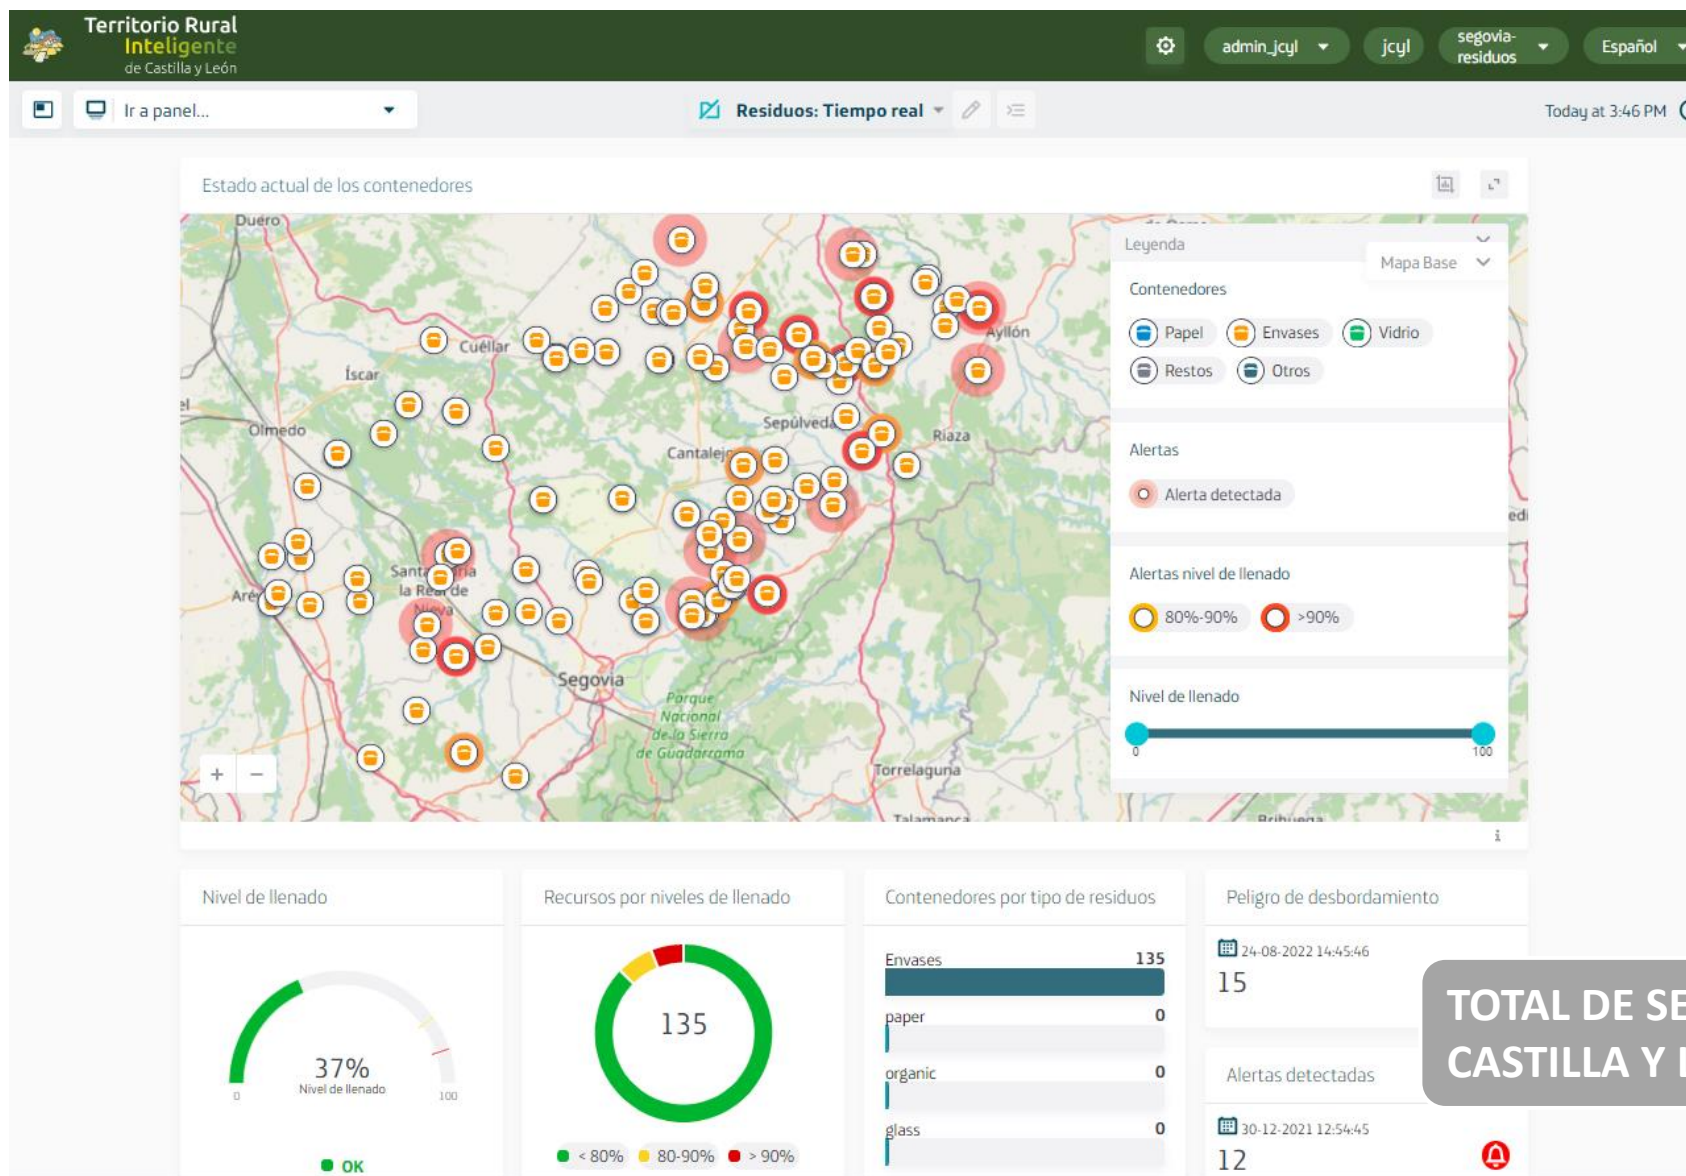 Territorio Rural
Inteligente
de Castilla y León
admin_jcyl
jcyl
segovia-
residuos
Español
Ir a panel...
Residuos: Tiempo real
Today at 3:46 PM
Estado actual de los contenedores
Duero
Cuéllar
Íscar
Olmedo
Sepúlveda
Riaza
Ayllón
Segovia
Parque
Nacional
de la Sierra
de Guadarrama
Torrelaguna
Talamanca
Brihuega
Leyenda
Mapa Base
Contenedores
Papel
Envases
Vidrio
Restos
Otros
Alertas
Alerta detectada
Alertas nivel de llenado
80%-90%
>90%
Nivel de llenado
0
100
+ −
i
Nivel de llenado
37%
Nivel de llenado
0
100
OK
Recursos por niveles de llenado
135
< 80%
80-90%
> 90%
Contenedores por tipo de residuos
Envases 135
paper 0
organic 0
glass 0
Peligro de desbordamiento
24-08-2022 14:45:46
15
Alertas detectadas
30-12-2021 12:54:45
12
TOTAL DE SE
CASTILLA Y